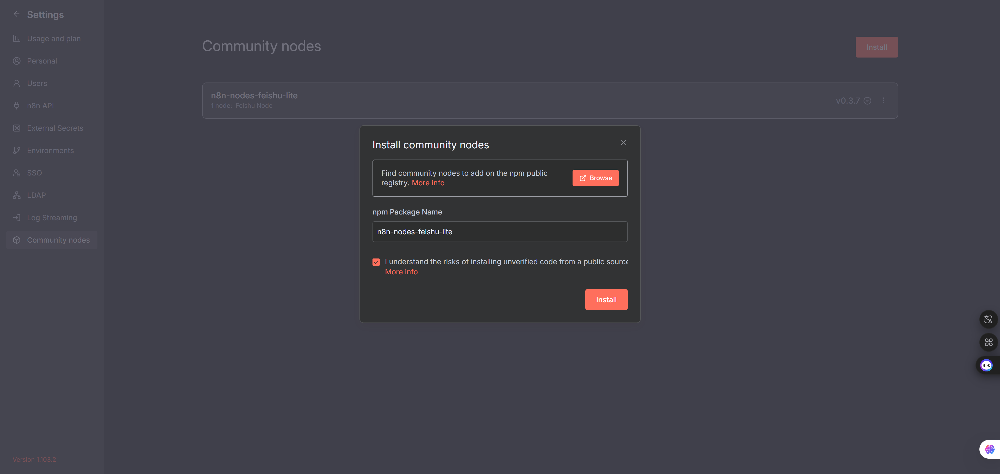 Settings
Usage and plan
Personal
Users
n8n API
External Secrets
Environments
SSO
LDAP
Log Streaming
Community nodes
Version 1.103.2
Community nodes
Install
n8n-nodes-feishu-lite
1 node: Feishu Node
v0.3.7
Install community nodes
Find community nodes to add on the npm public
registry. More info
Browse
npm Package Name
n8n-nodes-feishu-lite
I understand the risks of installing unverified code from a public source
More info
Install